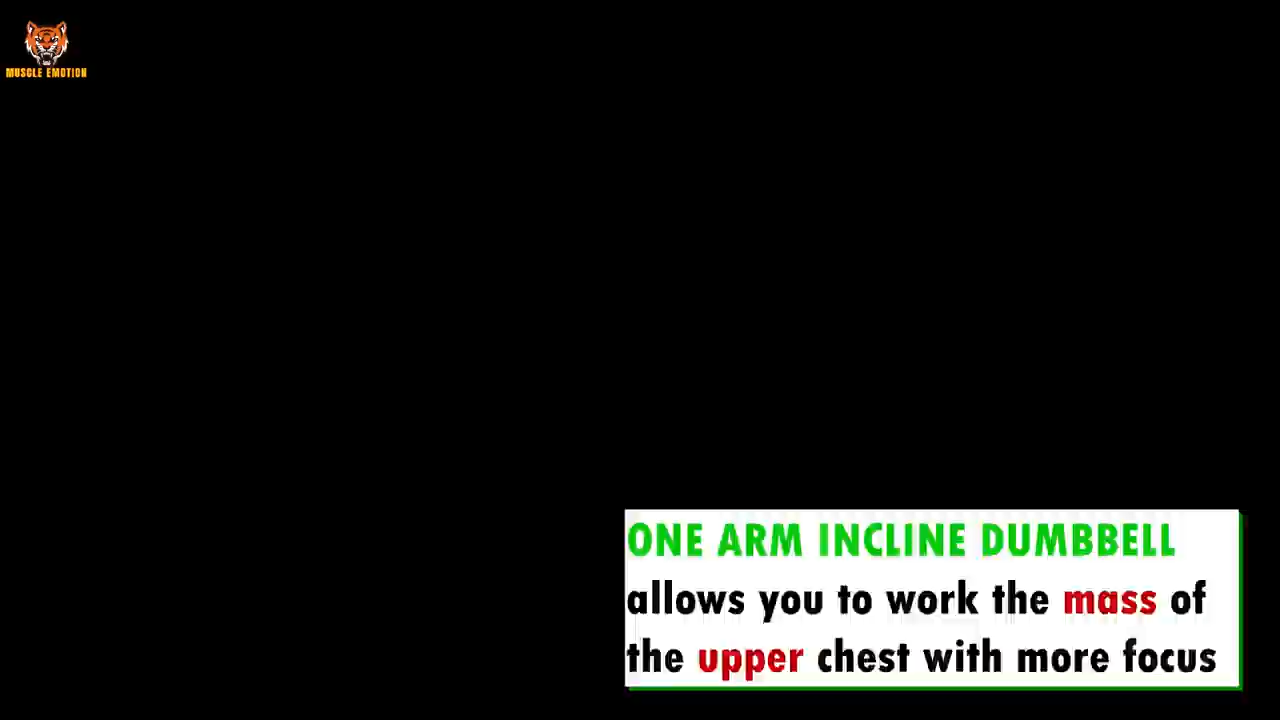 MUSCLE EMOTION
ONE ARM INCLINE DUMBBELL
allows you to work the mass of
the upper chest with more focus